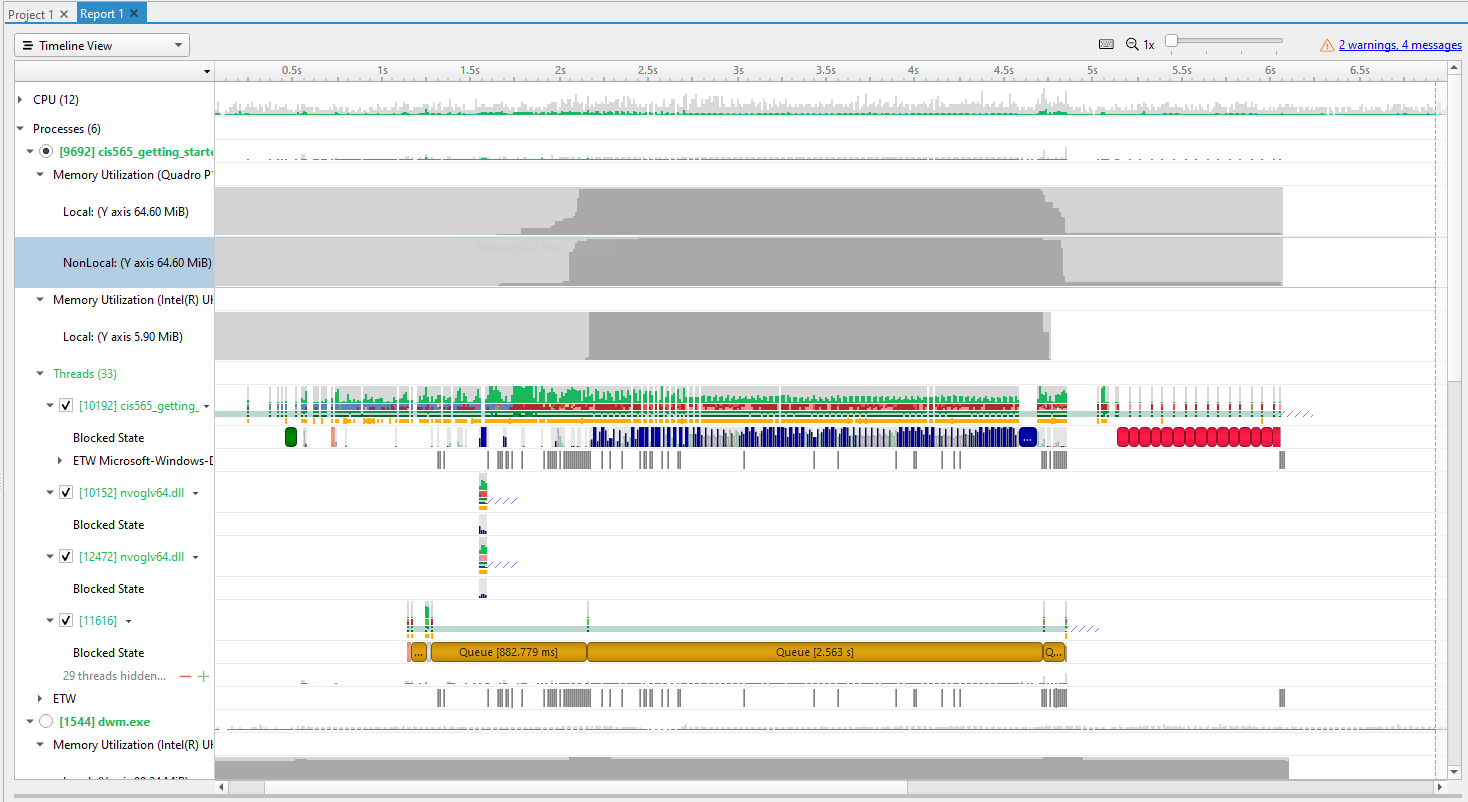 Project 1 Report 1
Timeline View 1x 2 warnings, 4 messages
0.5s 1s 1.5s 2s 2.5s 3s 3.5s 4s 4.5s 5s 5.5s 6s 6.5s
CPU (12)
Processes (6)
[9692] cis565_getting_starte
Memory Utilization (Quadro P
Local: (Y axis 64.60 MiB)
Rectangular Snip
NonLocal: (Y axis 64.60 MiB)
Memory Utilization (Intel(R) U
Local: (Y axis 5.90 MiB)
Threads (33)
[10192] cis565_getting_
Blocked State ...
ETW Microsoft-Windows-D
[10152] nvoglv64.dll
Blocked State
[12472] nvoglv64.dll
Blocked State
[11616]
Blocked State ... Queue [882.779 ms] Queue [2.563 s] Q...
29 threads hidden...
ETW
[1544] dwm.exe
Memory Utilization (Intel(R) U